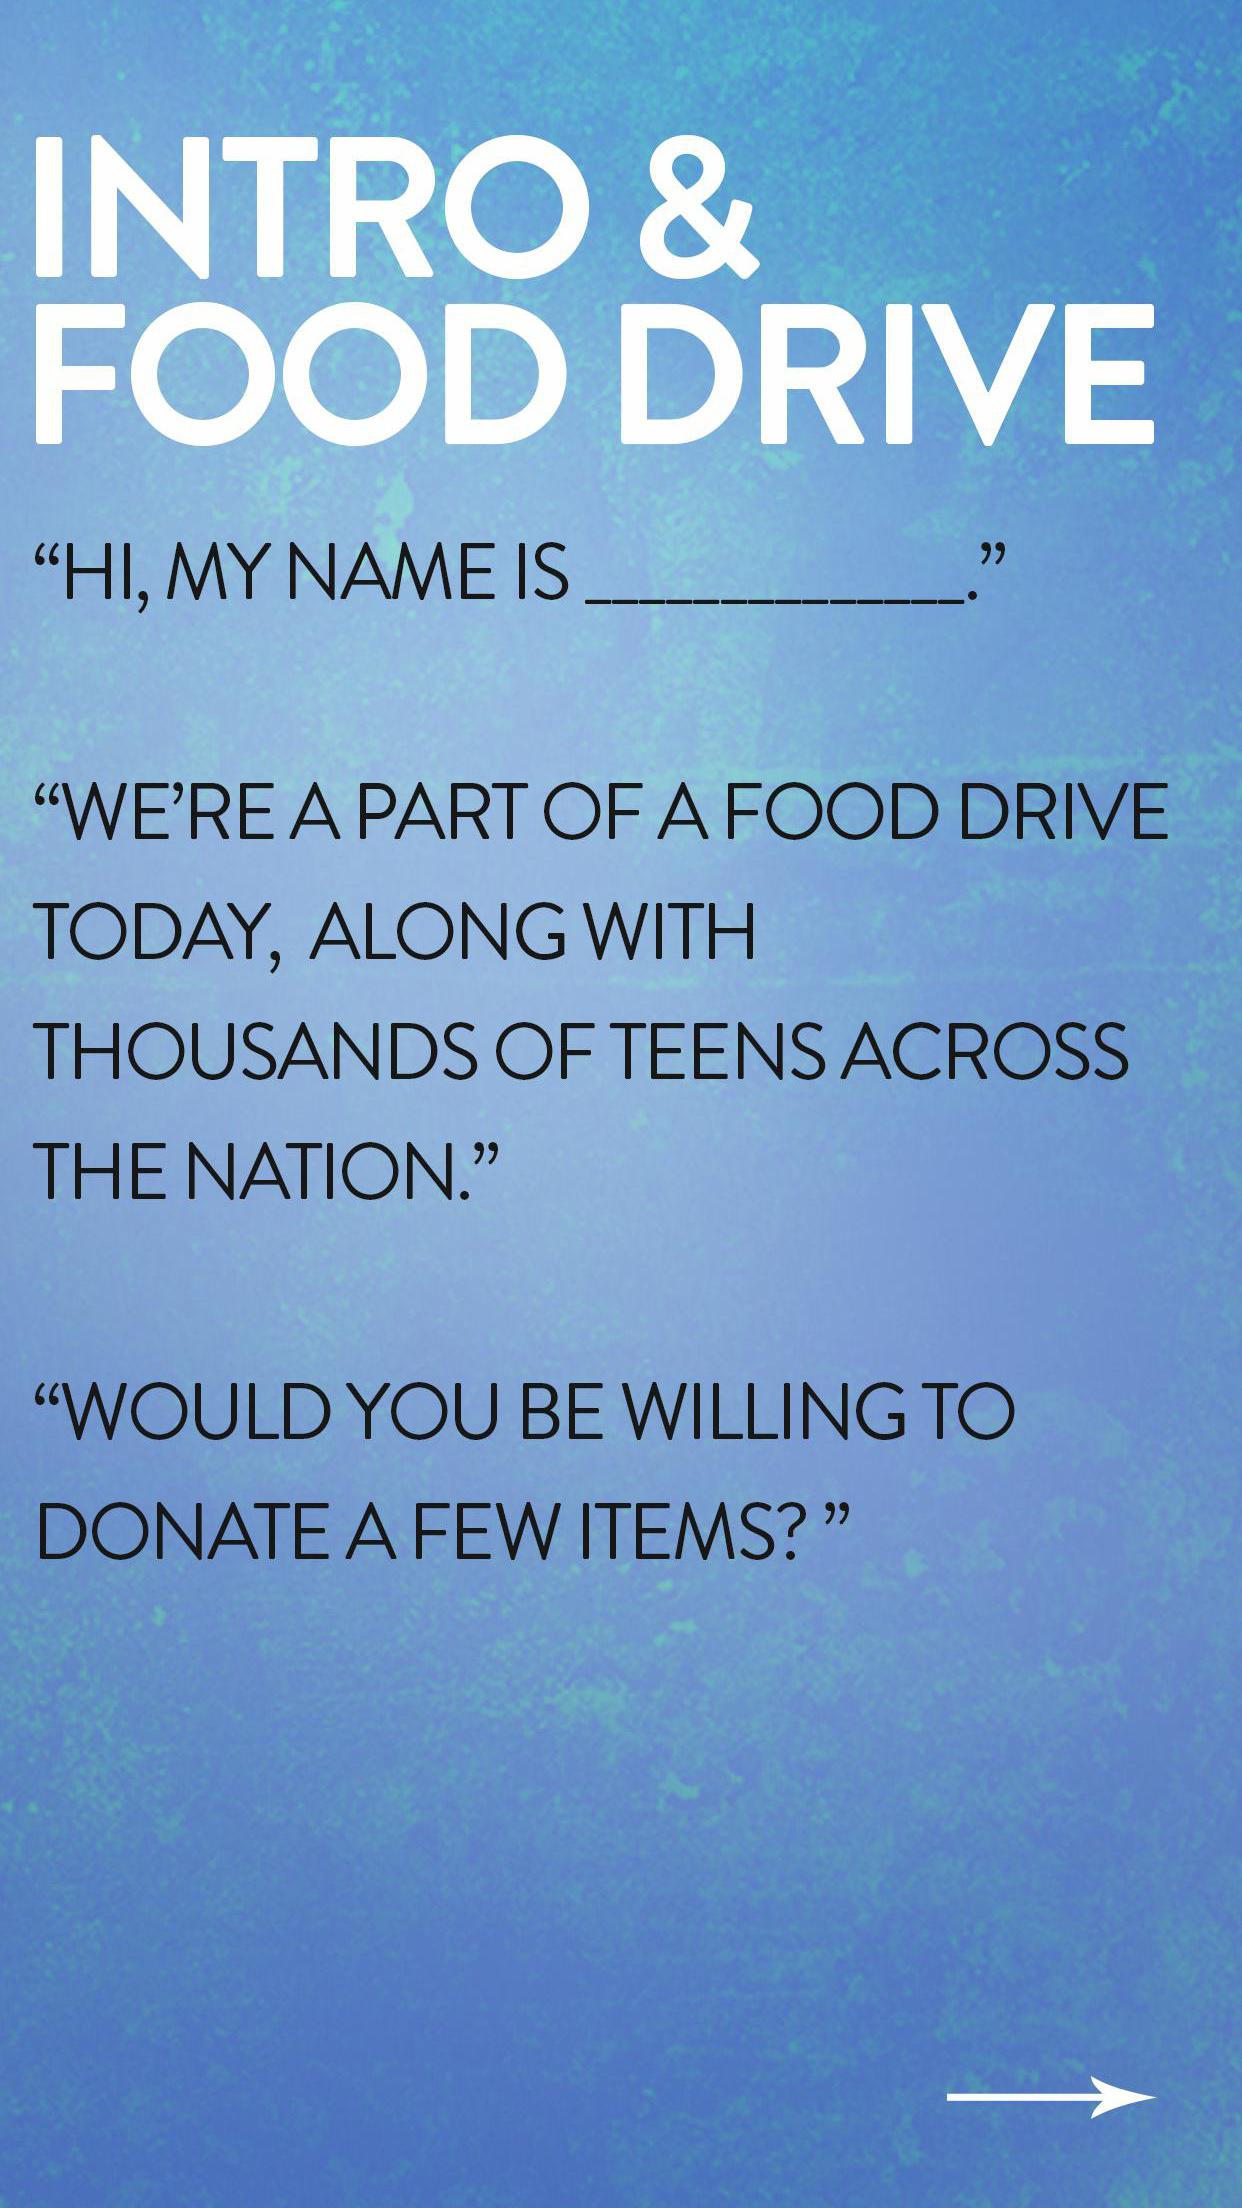 INTRO &
FOOD DRIVE
“HI, MY NAME IS ______________.”
“WE’RE A PART OF A FOOD DRIVE
TODAY,  ALONG WITH
THOUSANDS OF TEENS ACROSS
THE NATION.”
“WOULD YOU BE WILLING TO
DONATE A FEW ITEMS? ”